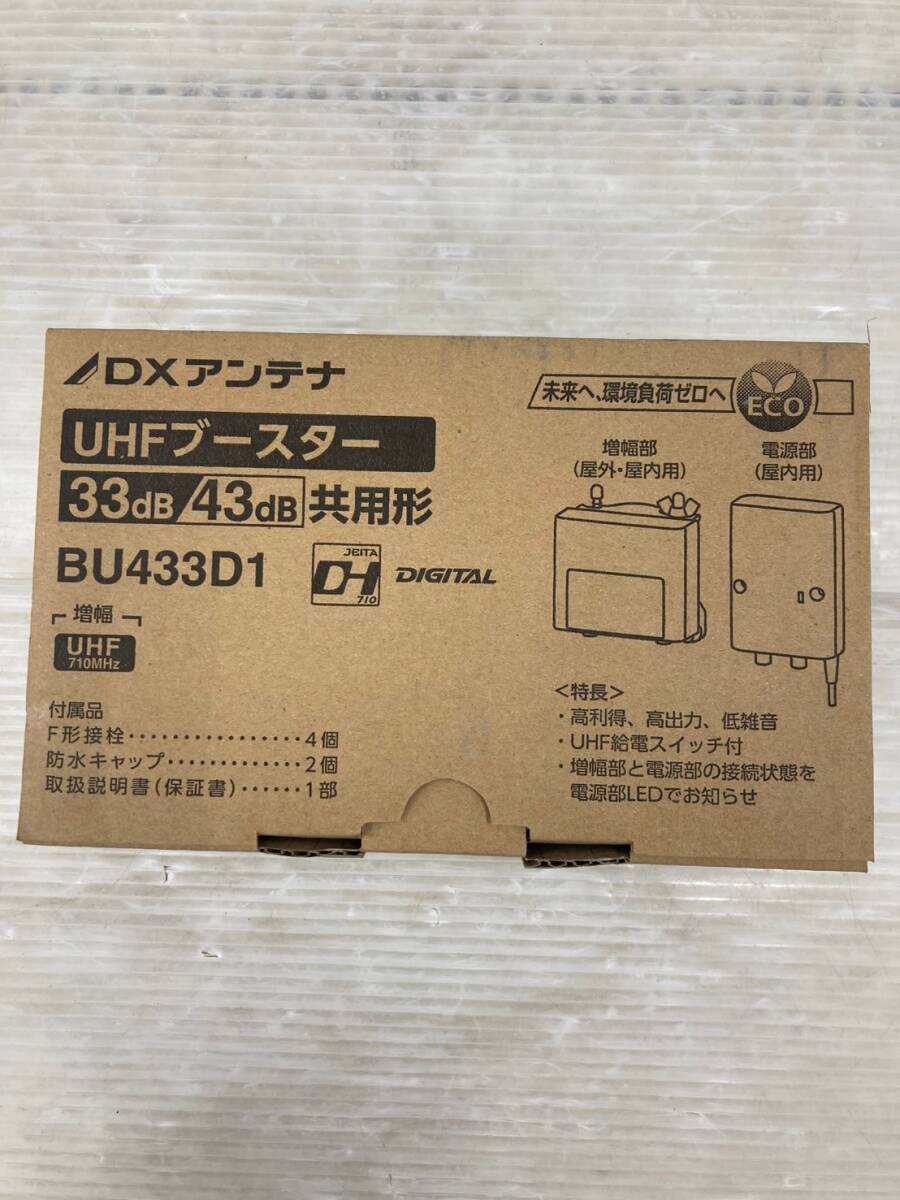 DXアンテナ
UHFブースター
33dB/43dB 共用形
BU433D1
JEITA
DH
710
DIGITAL
増幅
UHF
710MHz
付属品
F形接栓・・・・・・・・・・・・・・・・4個
防水キャップ・・・・・・・・・・・・・2個
取扱説明書(保証書)・・・・・・1部
未来へ、環境負荷ゼロへ
ECO
増幅部
(屋外・屋内用)
電源部
(屋内用)
<特長>
・高利得、高出力、低雑音
・UHF給電スイッチ付
・増幅部と電源部の接続状態を
電源部LEDでお知らせ